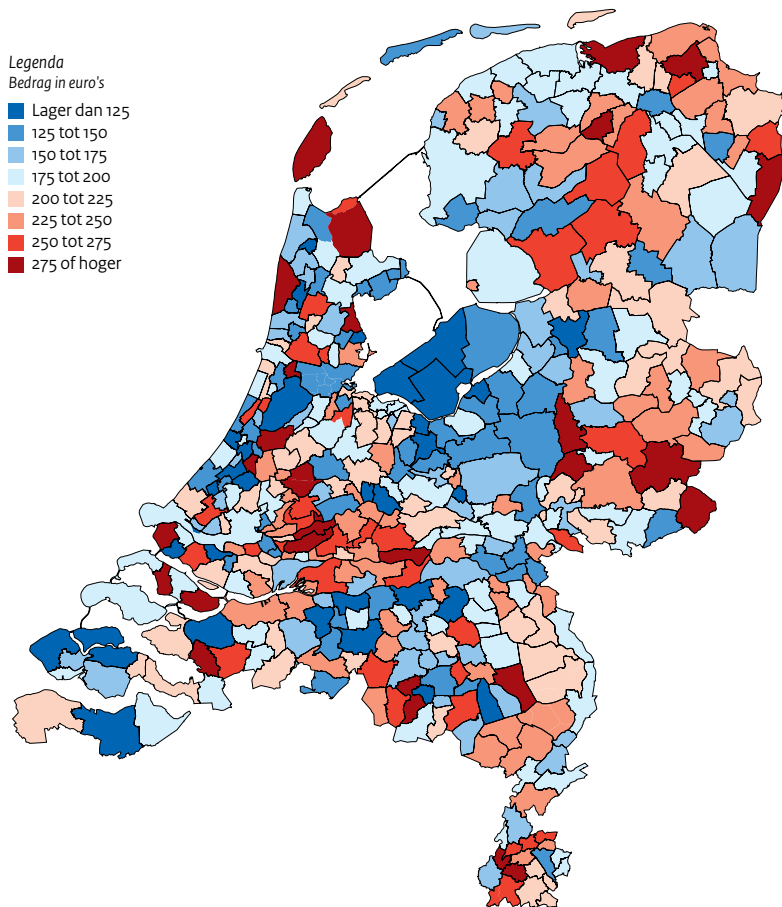 Legenda
Bedrag in euro's
Lager dan 125
125 tot 150
150 tot 175
175 tot 200
200 tot 225
225 tot 250
250 tot 275
275 of hoger